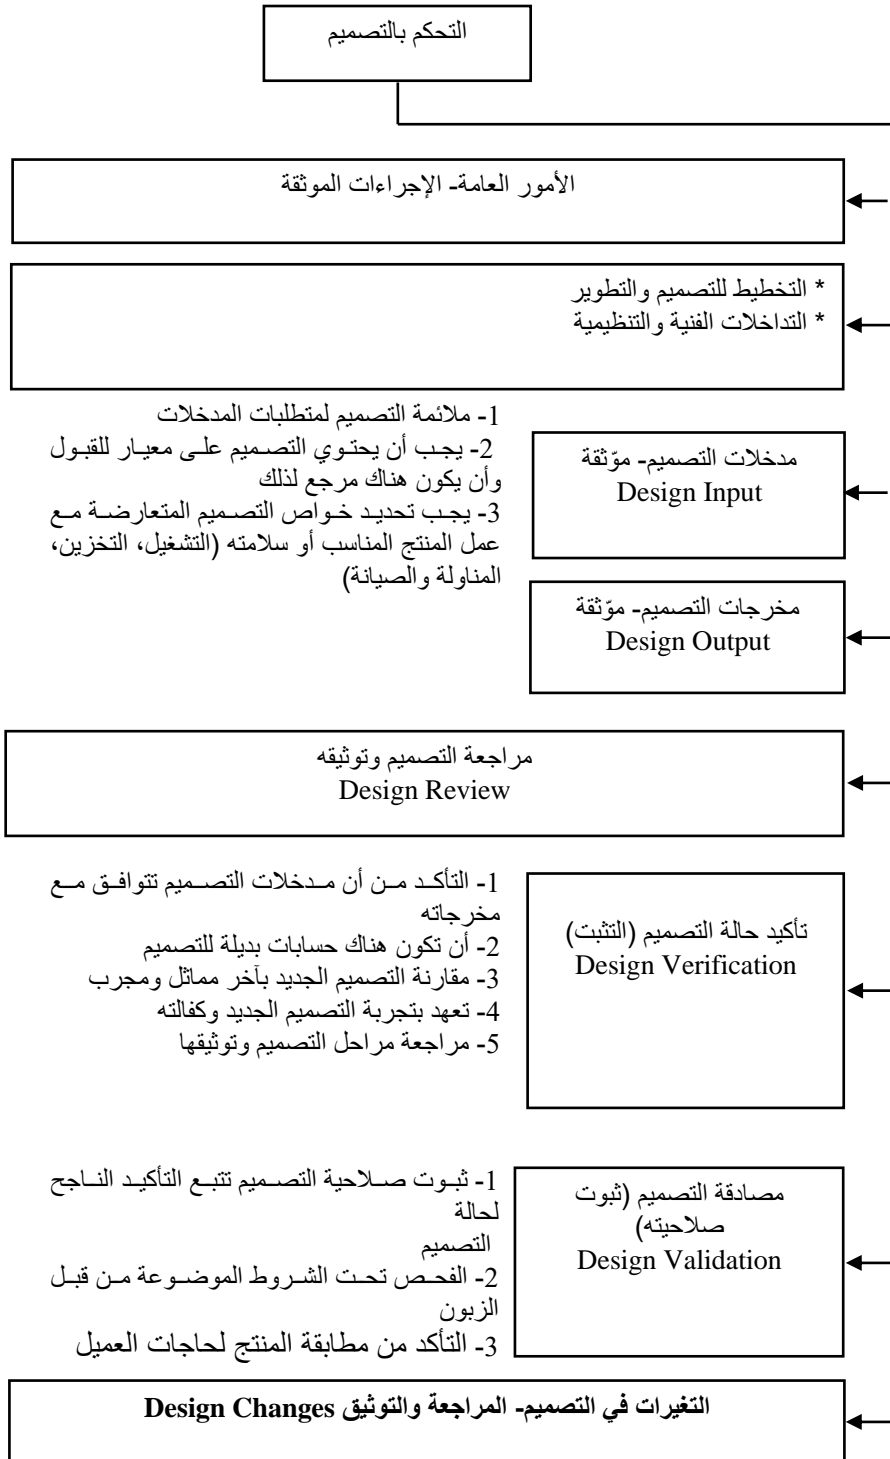 التحكم بالتصميم
الأمور العامة- الإجراءات الموثقة
* التخطيط للتصميم والتطوير
* التداخلات الفنية والتنظيمية
مدخلات التصميم- موّثقة
Design Input
1- ملائمة التصميم لمتطلبات المدخلات
2- يجب أن يحتوي التصميم على معيار للقبول
وأن يكون هناك مرجع لذلك
3- يجب تحديد خواص التصميم المتعارضة مع
عمل المنتج المناسب أو سلامته (التشغيل، التخزين،
المناولة والصيانة)
مخرجات التصميم- موّثقة
Design Output
مراجعة التصميم وتوثيقه
Design Review
تأكيد حالة التصميم (التثبت)
Design Verification
1- التأكد من أن مدخلات التصميم تتوافق مع
مخرجاته
2- أن تكون هناك حسابات بديلة للتصميم
3- مقارنة التصميم الجديد بآخر مماثل ومجرب
4- تعهد بتجربة التصميم الجديد وكفالته
5- مراجعة مراحل التصميم وتوثيقها
مصادقة التصميم (ثبوت
صلاحيته)
Design Validation
1- ثبوت صلاحية التصميم تتبع التأكيد الناجح
لحالة
التصميم
2- الفحص تحت الشروط الموضوعة من قبل
الزبون
3- التأكد من مطابقة المنتج لحاجات العميل
التغيرات في التصميم- المراجعة والتوثيق Design Changes